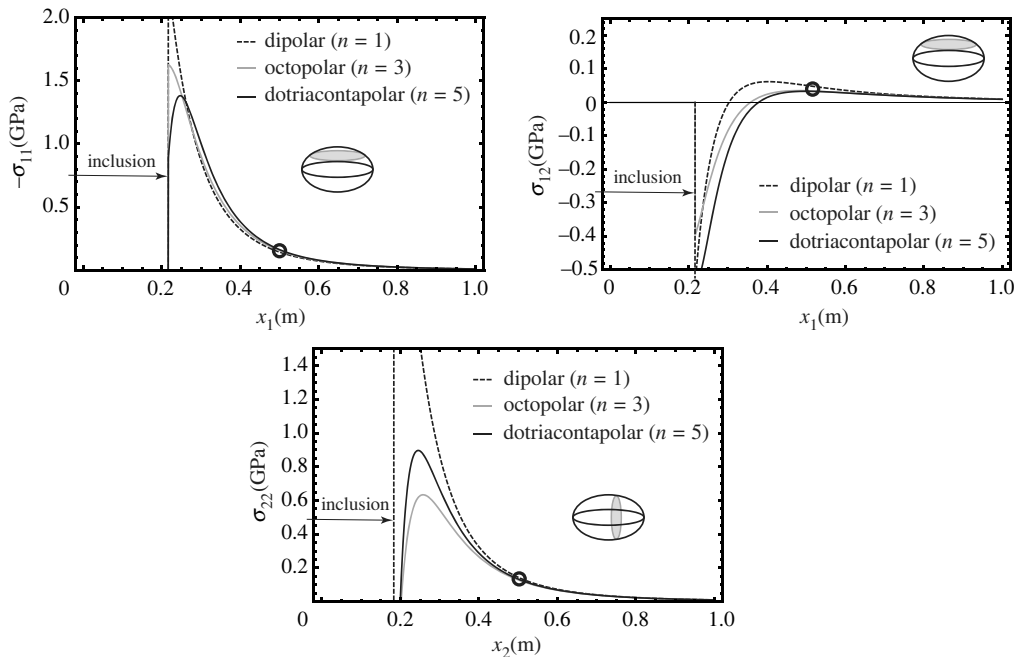 2.0
1.5
1.0
0.5
–σ11(GPa)
dipolar (n = 1)
octopolar (n = 3)
dotriacontapolar (n = 5)
inclusion
0 0.2 0.4 0.6 0.8 1.0
x1(m)
0.2
0.1
0
–0.1
–0.2
–0.3
–0.4
–0.5
σ12(GPa)
inclusion
dipolar (n = 1)
octopolar (n = 3)
dotriacontapolar (n = 5)
0 0.2 0.4 0.6 0.8 1.0
x1(m)
1.4
1.2
1.0
0.8
0.6
0.4
0.2
σ22(GPa)
dipolar (n = 1)
octopolar (n = 3)
dotriacontapolar (n = 5)
inclusion
0 0.2 0.4 0.6 0.8 1.0
x2(m)